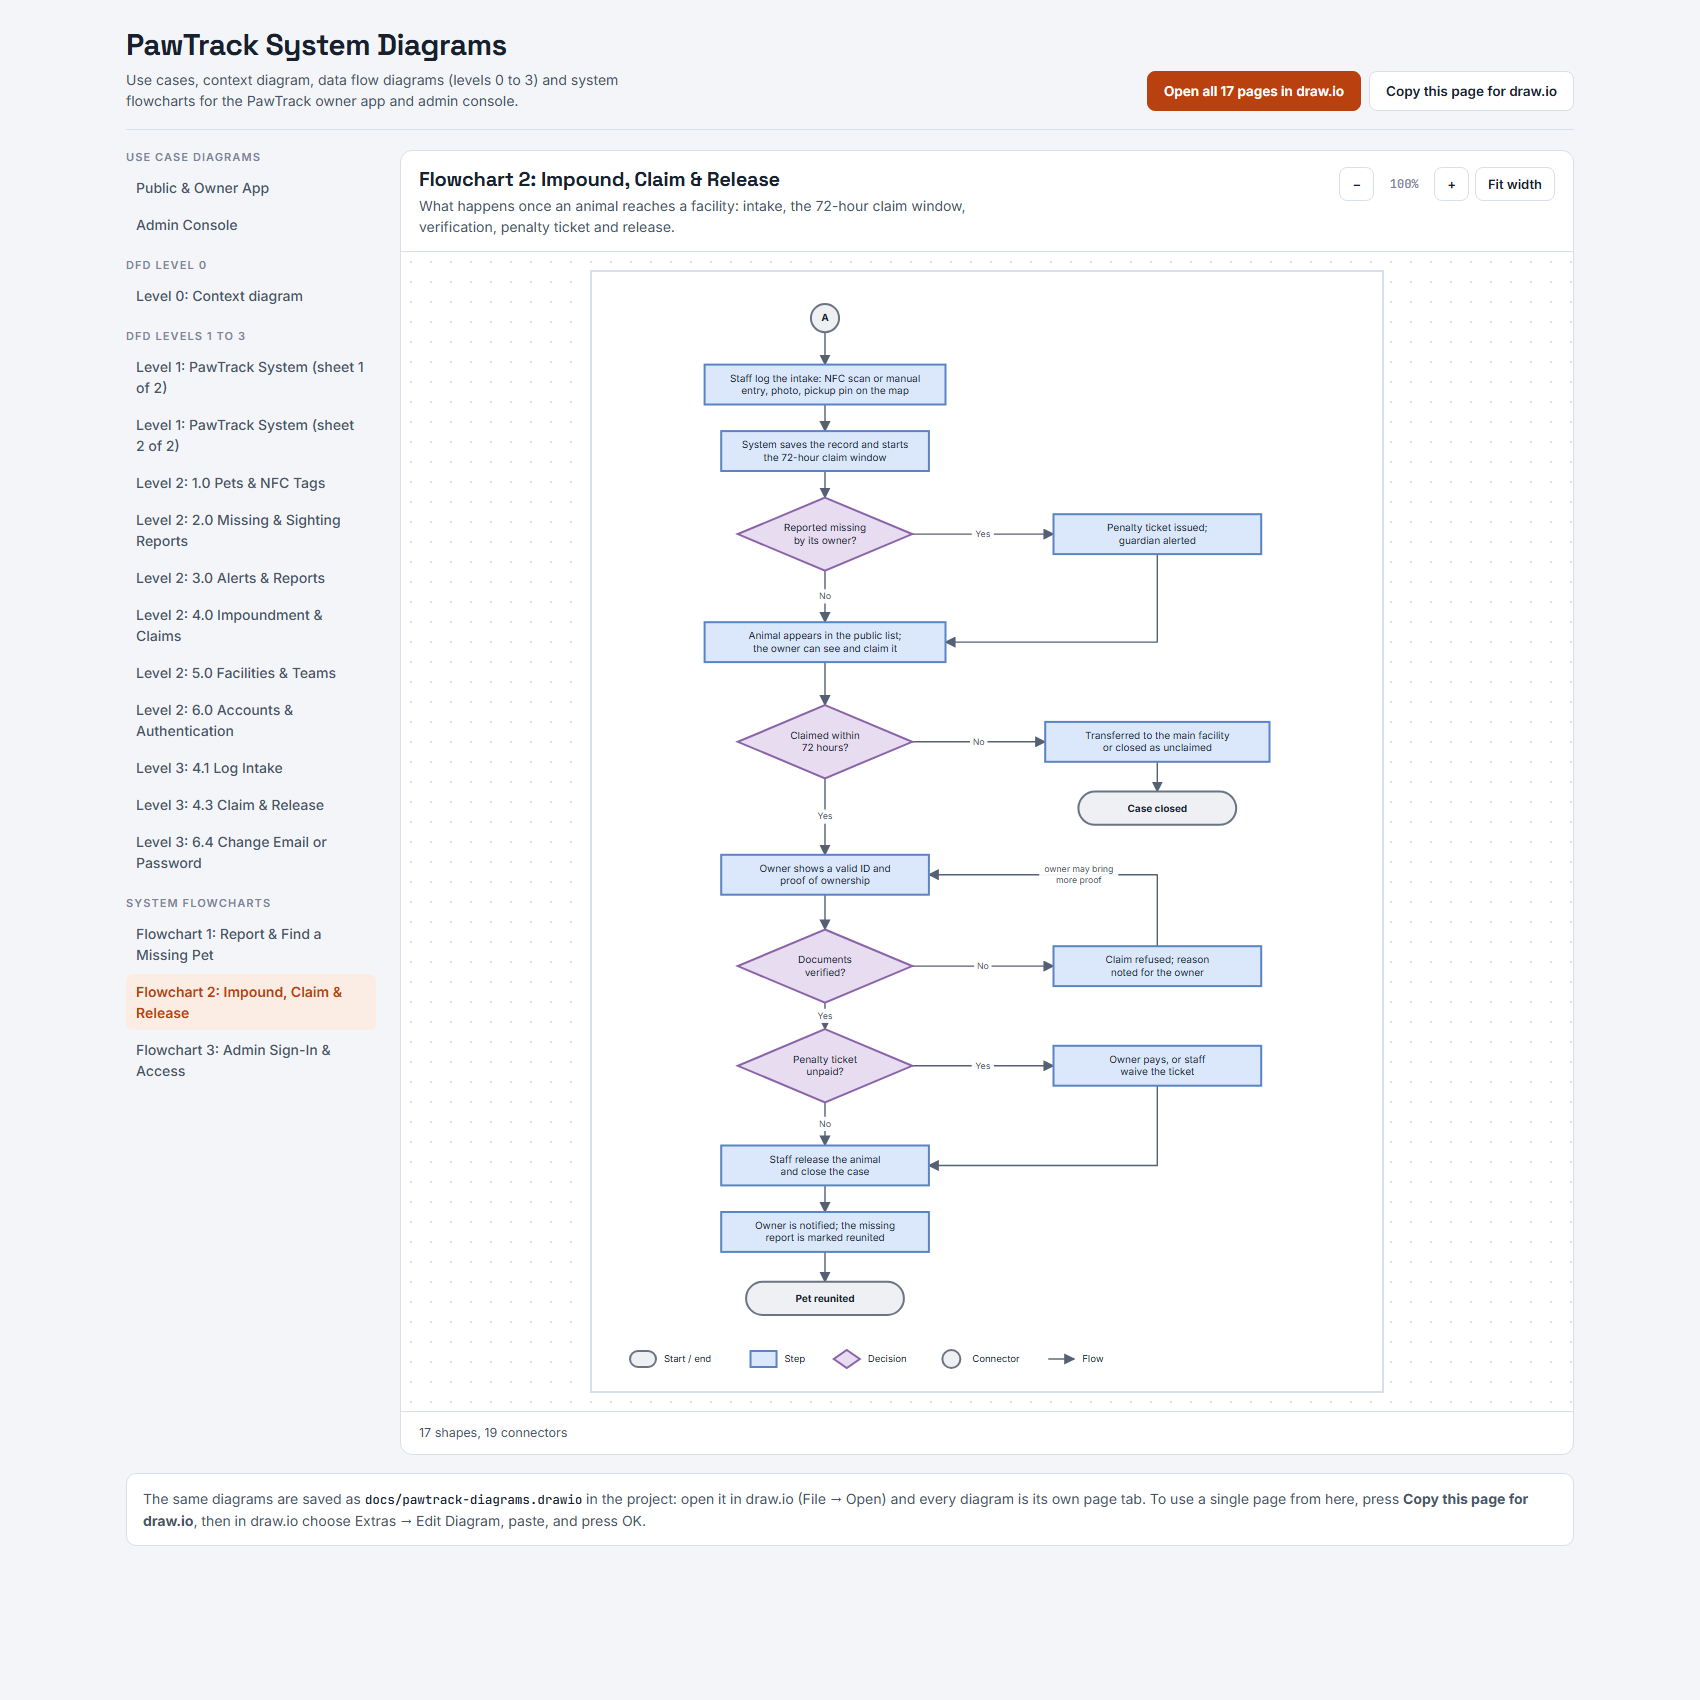 PawTrack System Diagrams
Use cases, context diagram, data flow diagrams (levels 0 to 3) and system
flowcharts for the PawTrack owner app and admin console.
Open all 17 pages in draw.io
Copy this page for draw.io
USE CASE DIAGRAMS
Public & Owner App
Admin Console
DFD LEVEL 0
Level 0: Context diagram
DFD LEVELS 1 TO 3
Level 1: PawTrack System (sheet 1
of 2)
Level 1: PawTrack System (sheet
2 of 2)
Level 2: 1.0 Pets & NFC Tags
Level 2: 2.0 Missing & Sighting
Reports
Level 2: 3.0 Alerts & Reports
Level 2: 4.0 Impoundment &
Claims
Level 2: 5.0 Facilities & Teams
Level 2: 6.0 Accounts &
Authentication
Level 3: 4.1 Log Intake
Level 3: 4.3 Claim & Release
Level 3: 6.4 Change Email or
Password
SYSTEM FLOWCHARTS
Flowchart 1: Report & Find a
Missing Pet
Flowchart 2: Impound, Claim &
Release
Flowchart 3: Admin Sign-In &
Access
Flowchart 2: Impound, Claim & Release
What happens once an animal reaches a facility: intake, the 72-hour claim window,
verification, penalty ticket and release.
−
100%
+
Fit width
A
Staff log the intake: NFC scan or manual
entry, photo, pickup pin on the map
System saves the record and starts
the 72-hour claim window
Reported missing
by its owner?
Yes
Penalty ticket issued;
guardian alerted
No
Animal appears in the public list;
the owner can see and claim it
Claimed within
72 hours?
No
Transferred to the main facility
or closed as unclaimed
Case closed
Yes
Owner shows a valid ID and
proof of ownership
owner may bring
more proof
Documents
verified?
No
Claim refused; reason
noted for the owner
Yes
Penalty ticket
unpaid?
Yes
Owner pays, or staff
waive the ticket
No
Staff release the animal
and close the case
Owner is notified; the missing
report is marked reunited
Pet reunited
Start / end
Step
Decision
Connector
Flow
17 shapes, 19 connectors
The same diagrams are saved as docs/pawtrack-diagrams.drawio in the project: open it in draw.io (File → Open) and every diagram is its own page tab. To use a single page from here, press Copy this page for
draw.io, then in draw.io choose Extras → Edit Diagram, paste, and press OK.